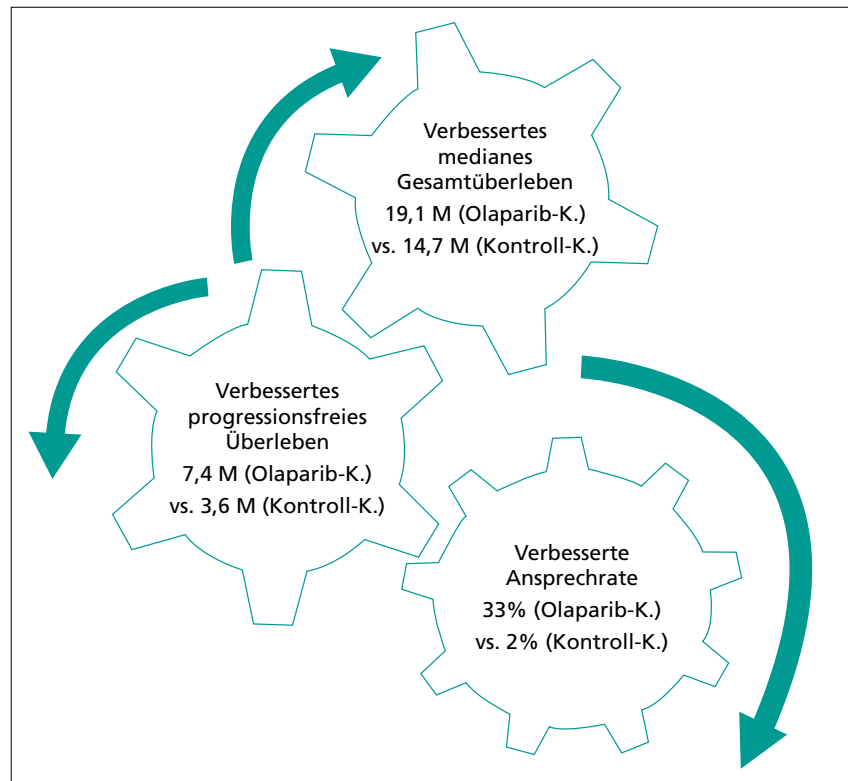 Verbessertes
medianes
Gesamtüberleben
19,1 M (Olaparib-K.)
vs. 14,7 M (Kontroll-K.)
Verbessertes
progressionsfreies
Überleben
7,4 M (Olaparib-K.)
vs. 3,6 M (Kontroll-K.)
Verbesserte
Ansprechrate
33% (Olaparib-K.)
vs. 2% (Kontroll-K.)